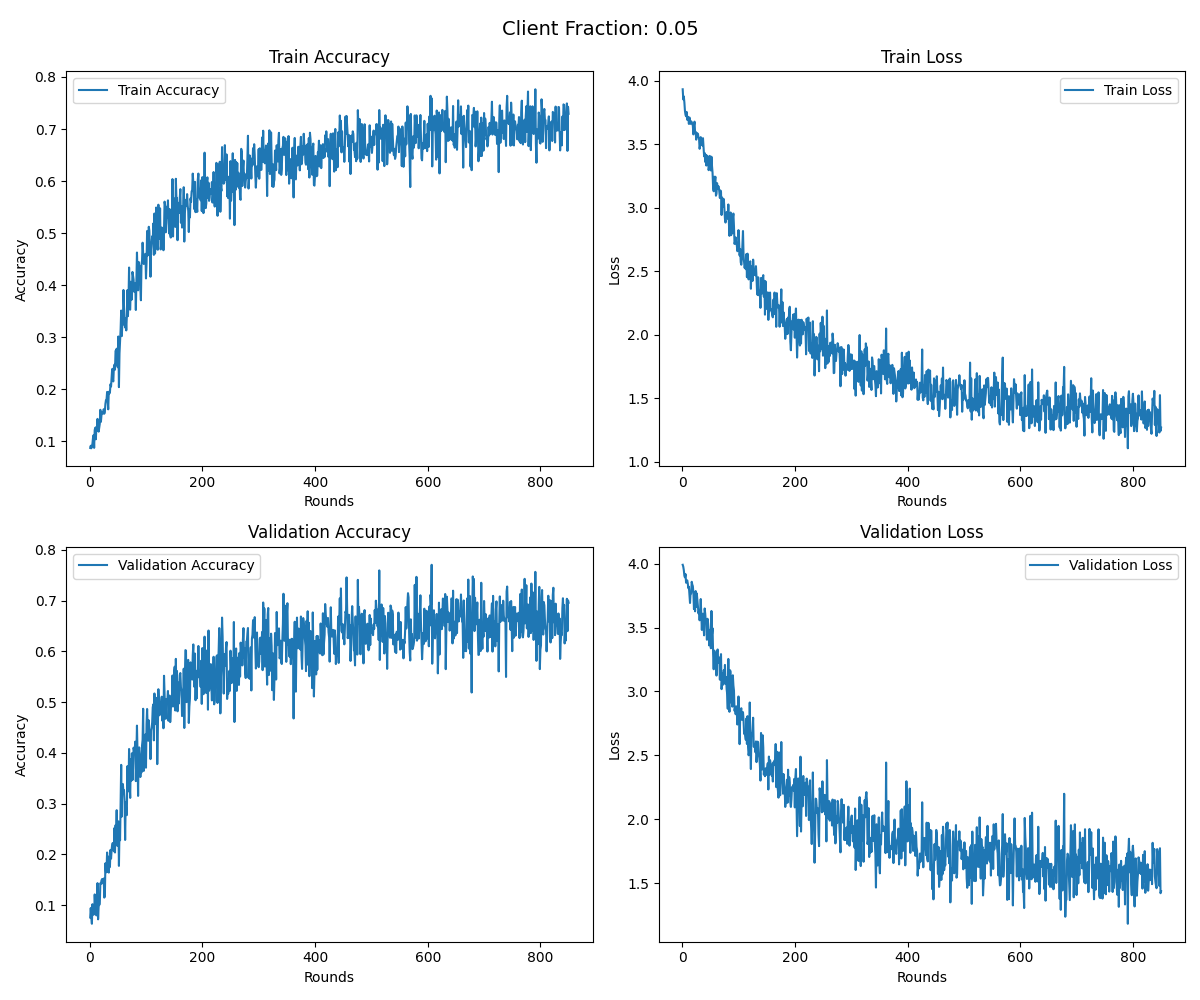 Client Fraction: 0.05
Train Accuracy
Train Accuracy
0.8
0.7
0.6
0.5
0.4
0.3
0.2
0.1
Accuracy
0 200 400 600 800
Rounds
Train Loss
Train Loss
4.0
3.5
3.0
2.5
2.0
1.5
1.0
Loss
0 200 400 600 800
Rounds
Validation Accuracy
Validation Accuracy
0.8
0.7
0.6
0.5
0.4
0.3
0.2
0.1
Accuracy
0 200 400 600 800
Rounds
Validation Loss
Validation Loss
4.0
3.5
3.0
2.5
2.0
1.5
Loss
0 200 400 600 800
Rounds